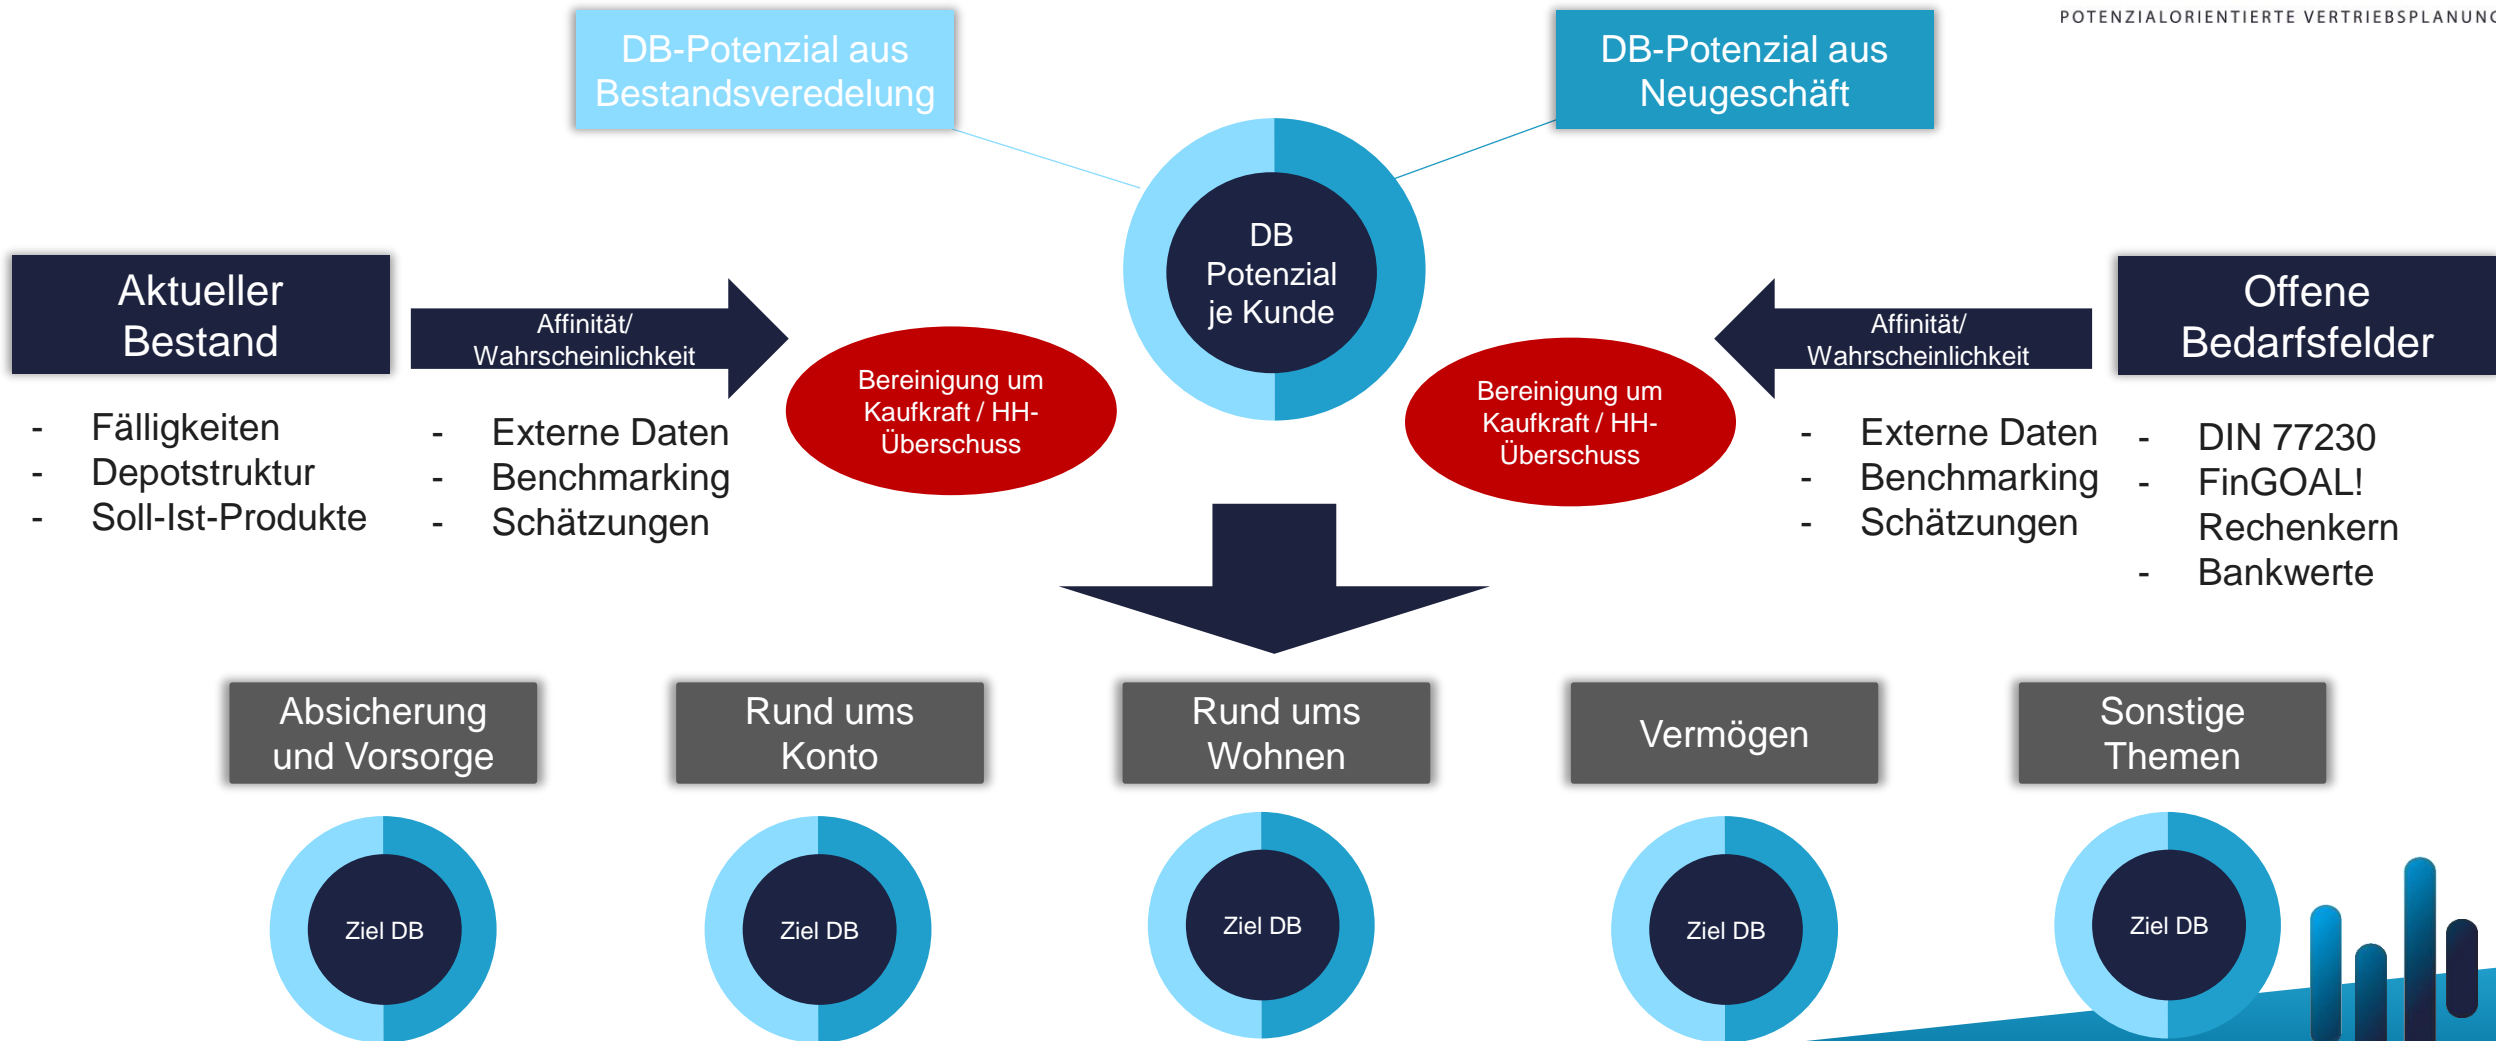 POTENZIALORIENTIERTE VERTRIEBSPLANUNG
DB-Potenzial aus
Bestandsveredelung
DB-Potenzial aus
Neugeschäft
DB
Potenzial
je Kunde
Aktueller
Bestand
Affinität/
Wahrscheinlichkeit
Bereinigung um
Kaufkraft / HH-
Überschuss
Bereinigung um
Kaufkraft / HH-
Überschuss
Affinität/
Wahrscheinlichkeit
Offene
Bedarfsfelder
- Fälligkeiten
- Depotstruktur
- Soll-Ist-Produkte
- Externe Daten
- Benchmarking
- Schätzungen
- Externe Daten
- Benchmarking
- Schätzungen
- DIN 77230
- FinGOAL!
Rechenkern
- Bankwerte
Absicherung
und Vorsorge
Rund ums
Konto
Rund ums
Wohnen
Vermögen
Sonstige
Themen
Ziel DB
Ziel DB
Ziel DB
Ziel DB
Ziel DB